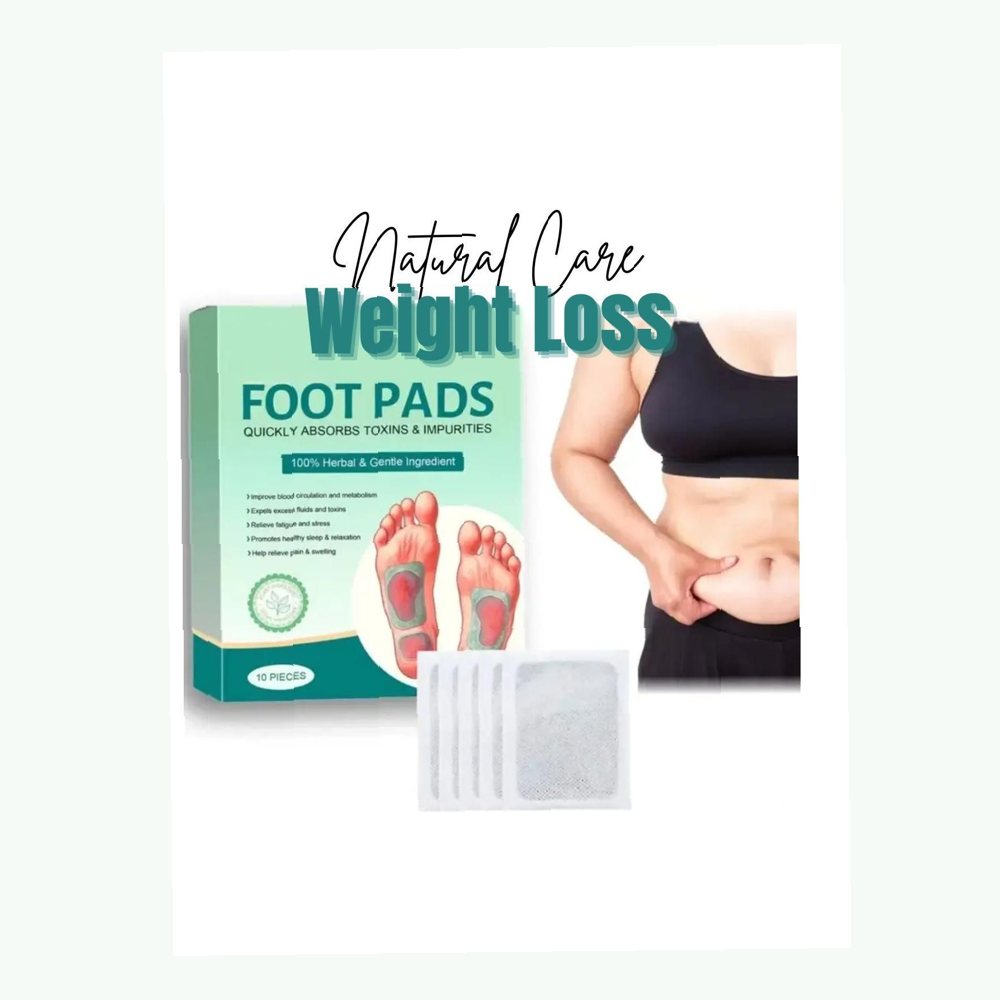 Natural Care
Weight Loss
FOOT PADS
QUICKLY ABSORBS TOXINS & IMPURITIES
100% Herbal & Gentle Ingredient
Improve blood circulation and metabolism
Expels excess fluids and toxins
Relieve fatigue and stress
Promotes healthy sleep & relaxation
Help relieve pain & swelling
10 PIECES